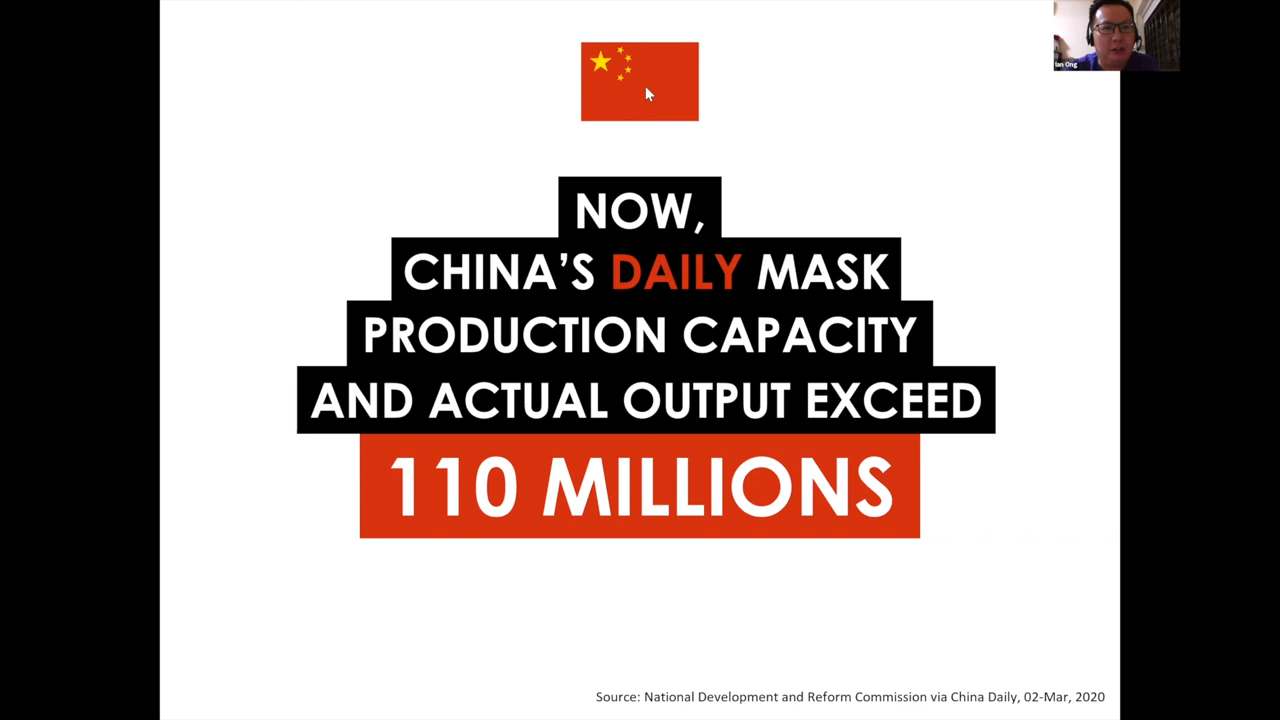 Ian Ong
NOW,
CHINA'S DAILY MASK
PRODUCTION CAPACITY
AND ACTUAL OUTPUT EXCEED
110 MILLIONS
Source: National Development and Reform Commission via China Daily, 02-Mar, 2020